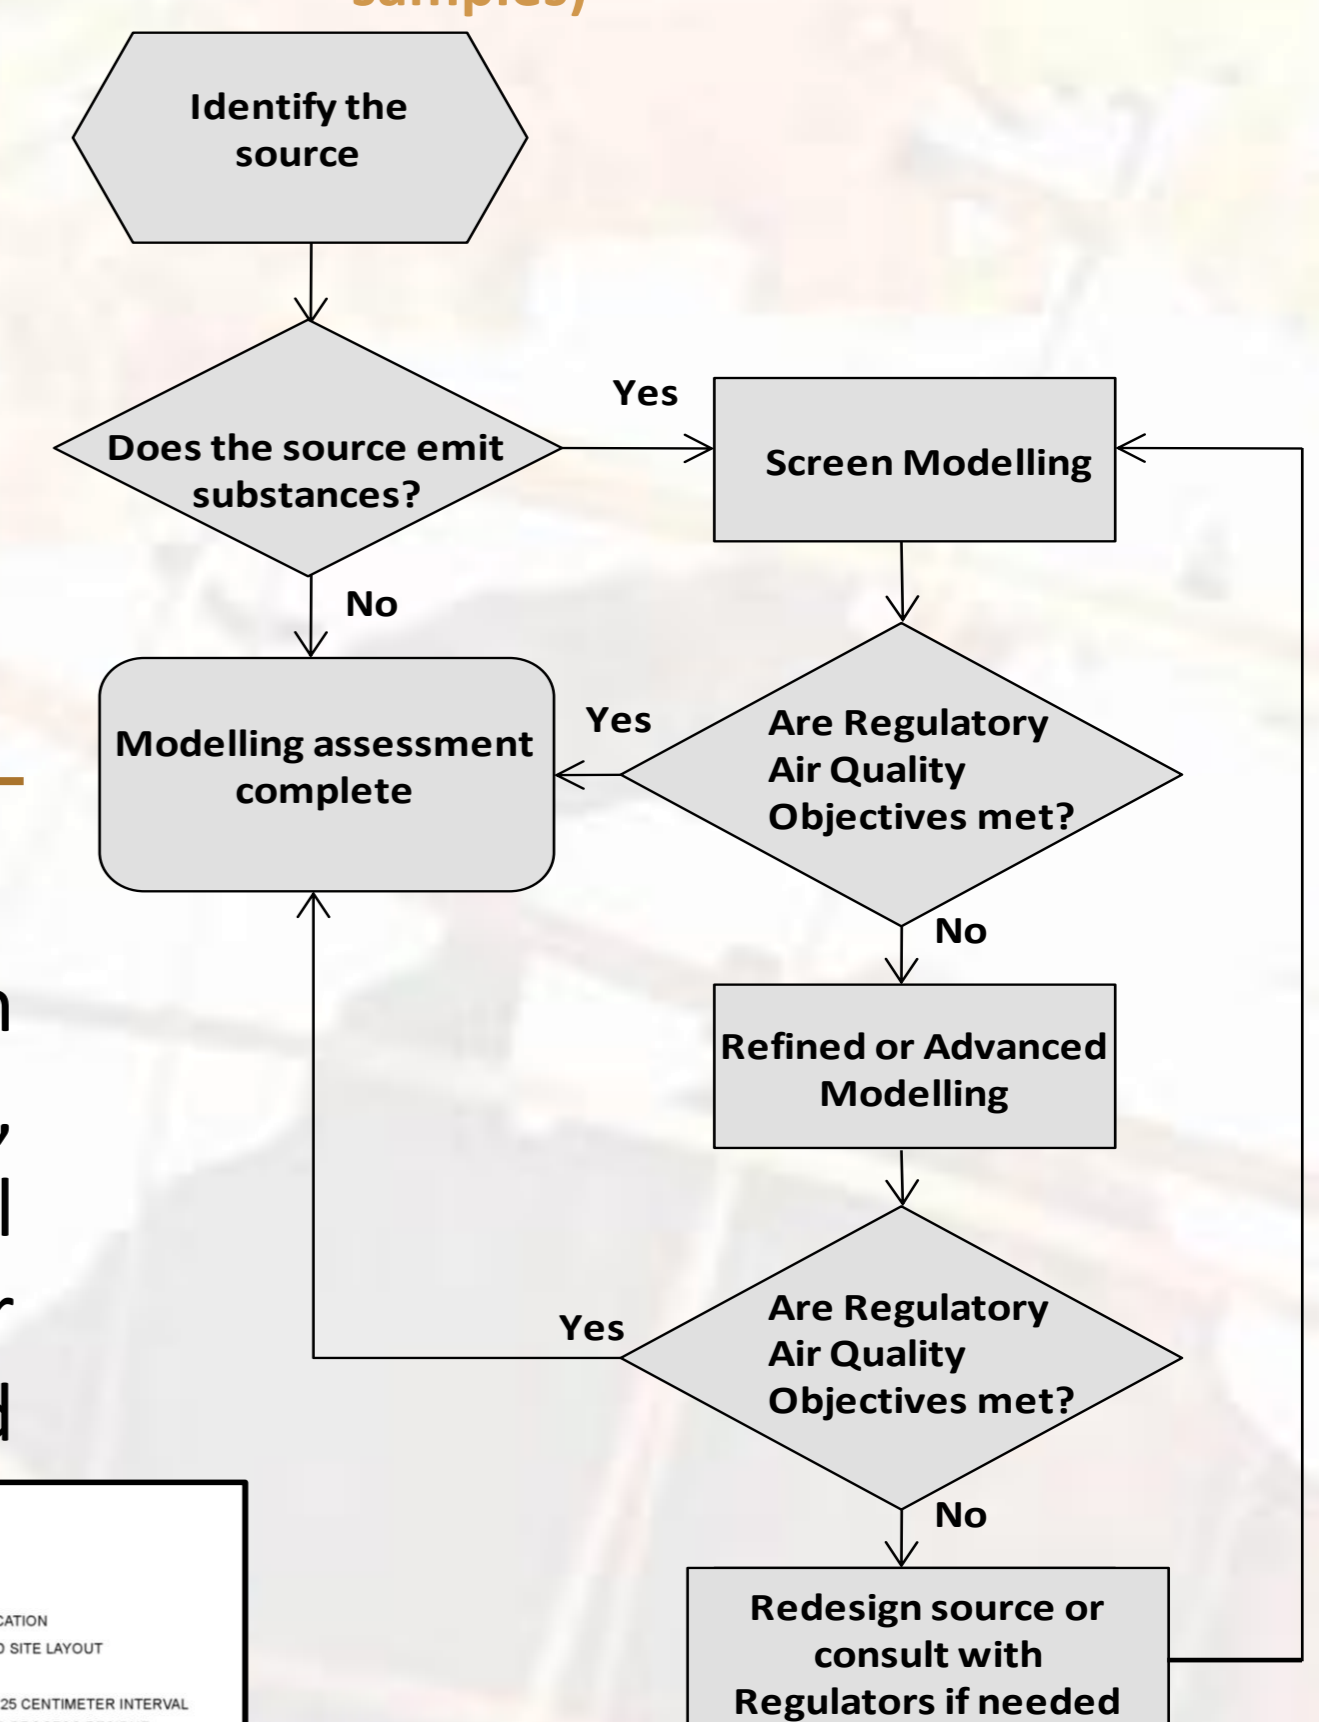 samples)
Identify the
source
Does the source emit
substances?
Yes
Screen Modelling
No
Modelling assessment
complete
Yes
Are Regulatory
Air Quality
Objectives met?
No
Refined or Advanced
Modelling
Yes
Are Regulatory
Air Quality
Objectives met?
No
Redesign source or
consult with
Regulators if needed
SITE LAYOUT
25 CENTIMETER INTERVAL